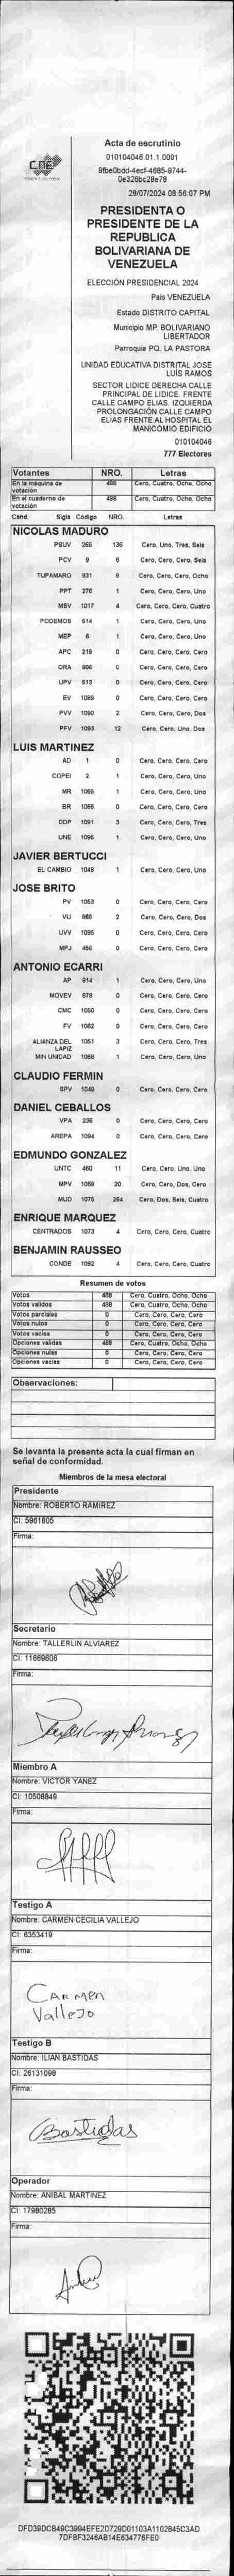 CNE
Acta de escrutinio
010104046.01.1.0001
9fbe0bdd-4ecf-4685-9744-
0e326bc28e78
28/07/2024 08:56:07 PM
PRESIDENTA O
PRESIDENTE DE LA
REPUBLICA
BOLIVARIANA DE
VENEZUELA
ELECCIÓN PRESIDENCIAL 2024
País VENEZUELA
Estado DISTRITO CAPITAL
Municipio MP. BOLIVARIANO
LIBERTADOR
Parroquia PQ. LA PASTORA
UNIDAD EDUCATIVA DISTRITAL JOSE
LUÍS RAMOS
SECTOR LIDICE DERECHA CALLE
PRINCIPAL DE LIDICE. FRENTE
CALLE CAMPO ELIAS. IZQUIERDA
PROLONGACIÓN CALLE CAMPO
ELIAS FRENTE AL HOSPITAL EL
MANICOMIO EDIFICIO
010104046
777 Electores
Votantes NRO. Letras
En la máquina de votación 488 Cero, Cuatro, Ocho, Ocho
En el cuaderno de votación 488 Cero, Cuatro, Ocho, Ocho
Cand. Sigla Código NRO. Letras
NICOLAS MADURO
PSUV 269 136 Cero, Uno, Tres, Seis
PCV 9 6 Cero, Cero, Cero, Seis
TUPAMARO 931 8 Cero, Cero, Cero, Ocho
PPT 276 1 Cero, Cero, Cero, Uno
MSV 1017 4 Cero, Cero, Cero, Cuatro
PODEMOS 514 1 Cero, Cero, Cero, Uno
MEP 6 1 Cero, Cero, Cero, Uno
APC 219 0 Cero, Cero, Cero, Cero
ORA 906 0 Cero, Cero, Cero, Cero
UPV 513 0 Cero, Cero, Cero, Cero
EV 1089 0 Cero, Cero, Cero, Cero
PVV 1090 2 Cero, Cero, Cero, Dos
PFV 1093 12 Cero, Cero, Uno, Dos
LUIS MARTINEZ
AD 1 0 Cero, Cero, Cero, Cero
COPEI 2 1 Cero, Cero, Cero, Uno
MR 1 Cero, Cero, Cero, Uno
BR 0 Cero, Cero, Cero, Cero
DDP 1091 3 Cero, Cero, Cero, Tres
UNE 1 Cero, Cero, Cero, Uno
JAVIER BERTUCCI
EL CAMBIO 1048 1 Cero, Cero, Cero, Uno
JOSE BRITO
PV 1053 0 Cero, Cero, Cero, Cero
VU 868 2 Cero, Cero, Cero, Dos
UVV 0 Cero, Cero, Cero, Cero
MPJ 458 0 Cero, Cero, Cero, Cero
ANTONIO ECARRI
AP 914 1 Cero, Cero, Cero, Uno
MOVEV 878 0 Cero, Cero, Cero, Cero
CMC 1050 0 Cero, Cero, Cero, Cero
FV 1082 0 Cero, Cero, Cero, Cero
ALIANZA DEL LAPIZ 1051 3 Cero, Cero, Cero, Tres
MIN UNIDAD 1068 1 Cero, Cero, Cero, Uno
CLAUDIO FERMIN
SPV 1049 0 Cero, Cero, Cero, Cero
DANIEL CEBALLOS
VPA 236 0 Cero, Cero, Cero, Cero
AREPA 1094 0 Cero, Cero, Cero, Cero
EDMUNDO GONZALEZ
UNTC 460 11 Cero, Cero, Uno, Uno
MPV 1059 20 Cero, Cero, Dos, Cero
MUD 1076 264 Cero, Dos, Seis, Cuatro
ENRIQUE MARQUEZ
CENTRADOS 1073 4 Cero, Cero, Cero, Cuatro
BENJAMIN RAUSSEO
CONDE 1092 4 Cero, Cero, Cero, Cuatro
Resumen de votos
Votos 488 Cero, Cuatro, Ocho, Ocho
Votos validos 488 Cero, Cuatro, Ocho, Ocho
Votos parciales 0 Cero, Cero, Cero, Cero
Votos nulos 0 Cero, Cero, Cero, Cero
Votos vacios 0 Cero, Cero, Cero, Cero
Opciones validas 488 Cero, Cuatro, Ocho, Ocho
Opciones nulas 0 Cero, Cero, Cero, Cero
Opciones vacias 0 Cero, Cero, Cero, Cero
Observaciones:
Se levanta la presente acta la cual firman en
señal de conformidad.
Miembros de la mesa electoral
Presidente
Nombre: ROBERTO RAMIREZ
CI: 5961805
Firma:
Secretario
Nombre: TALLERLIN ALVIAREZ
CI: 11669606
Firma:
Miembro A
Nombre: VICTOR YANEZ
CI: 10508849
Firma:
Testigo A
Nombre: CARMEN CECILIA VALLEJO
CI: 6353419
Firma:
CARMEN
Vallejo
Testigo B
Nombre: ILIAN BASTIDAS
CI: 26131098
Firma:
Bastidas
Operador
Nombre: ANIBAL MARTINEZ
CI: 17980285
Firma:
DFD39DCB49C3994EFE2D729D01103A1102845C3AD
7DFBF3246AB14E634776FE0